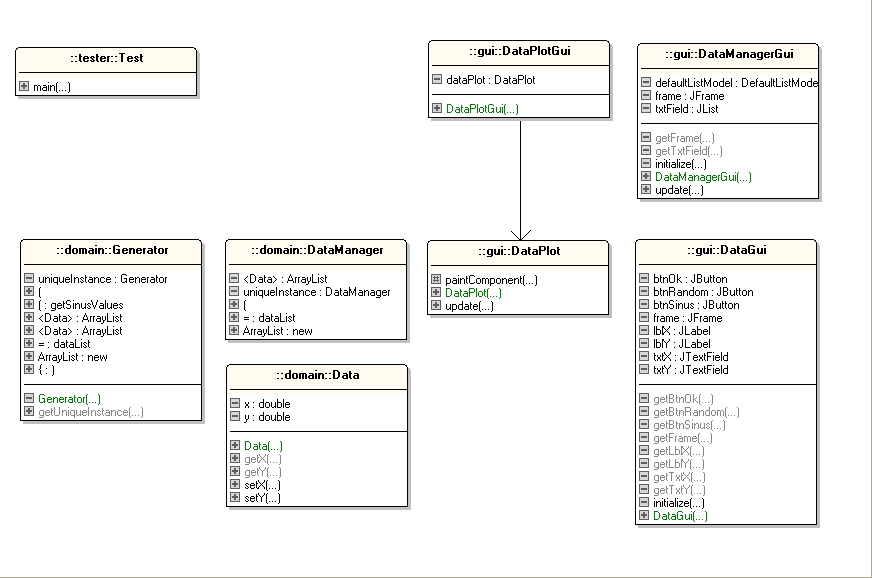 ::tester::Test
main(...)
::gui::DataPlotGui
dataPlot : DataPlot
DataPlotGui(...)
::gui::DataManagerGui
defaultListModel : DefaultListMode
frame : JFrame
txtField : JList
getFrame(...)
getTxtField(...)
initialize(...)
DataManagerGui(...)
update(...)
::domain::Generator
uniqueInstance : Generator
(
( : getSinusValues
<Data> : ArrayList
<Data> : ArrayList
= : dataList
ArrayList : new
{ : )
Generator(...)
getUniqueInstance(...)
::domain::DataManager
<Data> : ArrayList
uniqueInstance : DataManager
(
= : dataList
ArrayList : new
::domain::Data
x : double
y : double
Data(...)
getX(...)
getY(...)
setX(...)
setY(...)
::gui::DataPlot
paintComponent(...)
DataPlot(...)
update(...)
::gui::DataGui
btnOk : JButton
btnRandom : JButton
btnSinus : JButton
frame : JFrame
lblX : JLabel
lblY : JLabel
txtX : JTextField
txtY : JTextField
getBtnOk(...)
getBtnRandom(...)
getBtnSinus(...)
getFrame(...)
getLblX(...)
getLblY(...)
getTxtX(...)
getTxtY(...)
initialize(...)
DataGui(...)